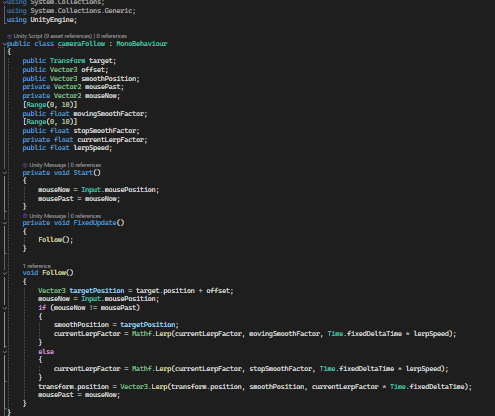 using System.Collections;
using System.Collections.Generic;
using UnityEngine;
Unity Script (9 asset references) | 0 references
public class cameraFollow : MonoBehaviour
{
public Transform target;
public Vector3 offset;
public Vector3 smoothPosition;
private Vector2 mousePast;
private Vector2 mouseNow;
[Range(0, 10)]
public float movingSmoothFactor;
[Range(0, 10)]
public float stopSmoothFactor;
private float currentLerpFactor;
public float lerpSpeed;
Unity Message | 0 references
private void Start()
{
mouseNow = Input.mousePosition;
mousePast = mouseNow;
}
Unity Message | 0 references
private void FixedUpdate()
{
Follow();
}
1 reference
void Follow()
{
Vector3 targetPosition = target.position + offset;
mouseNow = Input.mousePosition;
if (mouseNow != mousePast)
{
smoothPosition = targetPosition;
currentLerpFactor = Mathf.Lerp(currentLerpFactor, movingSmoothFactor, Time.fixedDeltaTime * lerpSpeed);
}
else
{
currentLerpFactor = Mathf.Lerp(currentLerpFactor, stopSmoothFactor, Time.fixedDeltaTime * lerpSpeed);
}
transform.position = Vector3.Lerp(transform.position, smoothPosition, currentLerpFactor * Time.fixedDeltaTime);
mousePast = mouseNow;
}
}